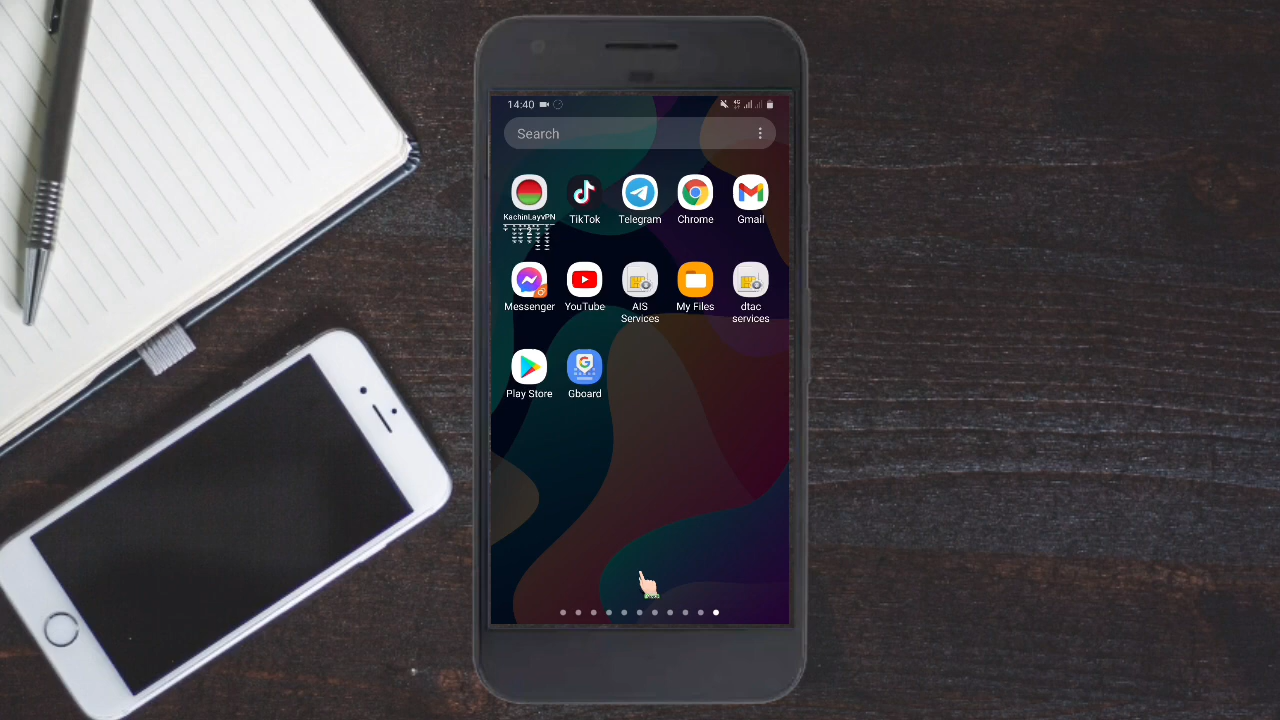 14:40
4G
Search
KachinLayvPN
TikTok
Telegram
Chrome
Gmail
Messenger
YouTube
AIS
Services
My Files
dtac
services
Play Store
Gboard